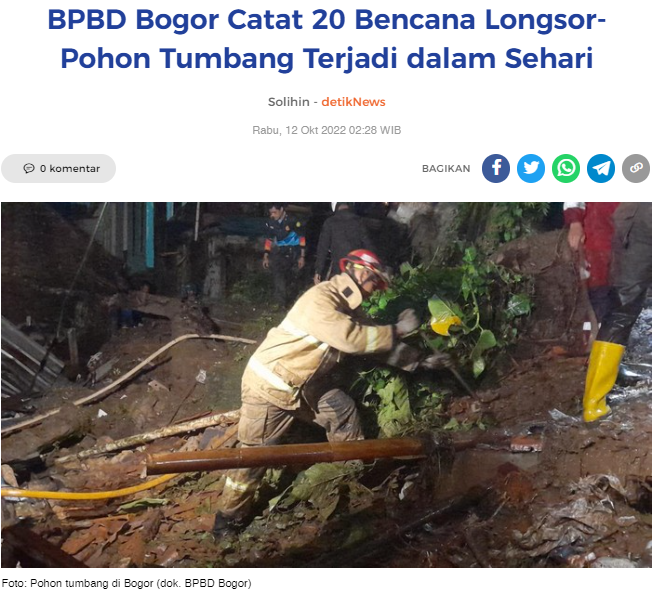 BPBD Bogor Catat 20 Bencana Longsor-
Pohon Tumbang Terjadi dalam Sehari
Solihin - detikNews
Rabu, 12 Okt 2022 02:28 WIB
0 komentar
BAGIKAN
Foto: Pohon tumbang di Bogor (dok. BPBD Bogor)